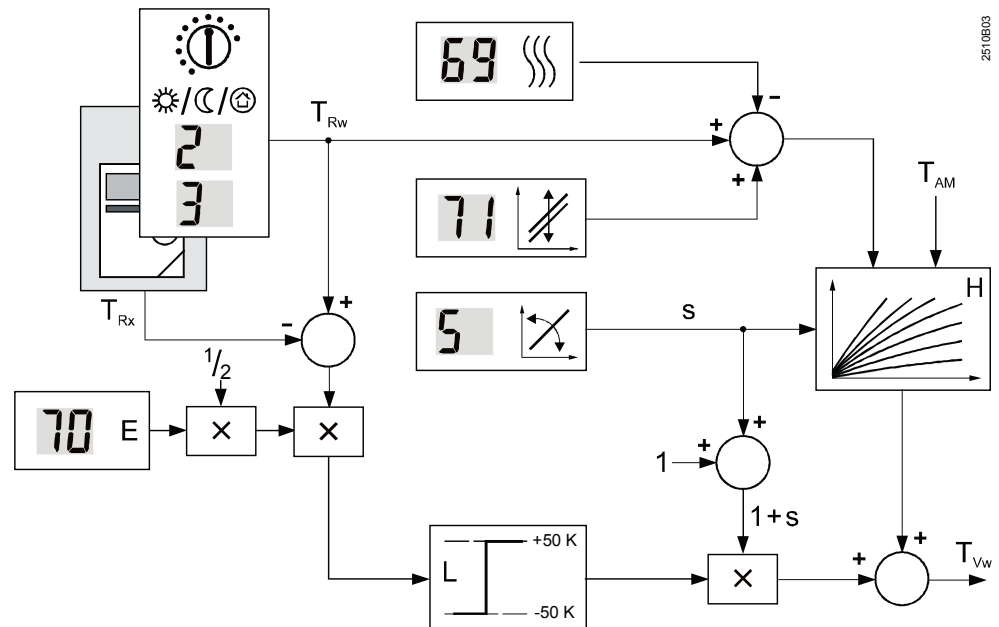 2510B03
69
-
2
3
T_Rw
+
+
71
T_AM
H
T_Rx
-
+
5
s
1/2
70 E
×
×
1
+
+
1+s
L
+50 K
-50 K
×
+
+
T_Vw